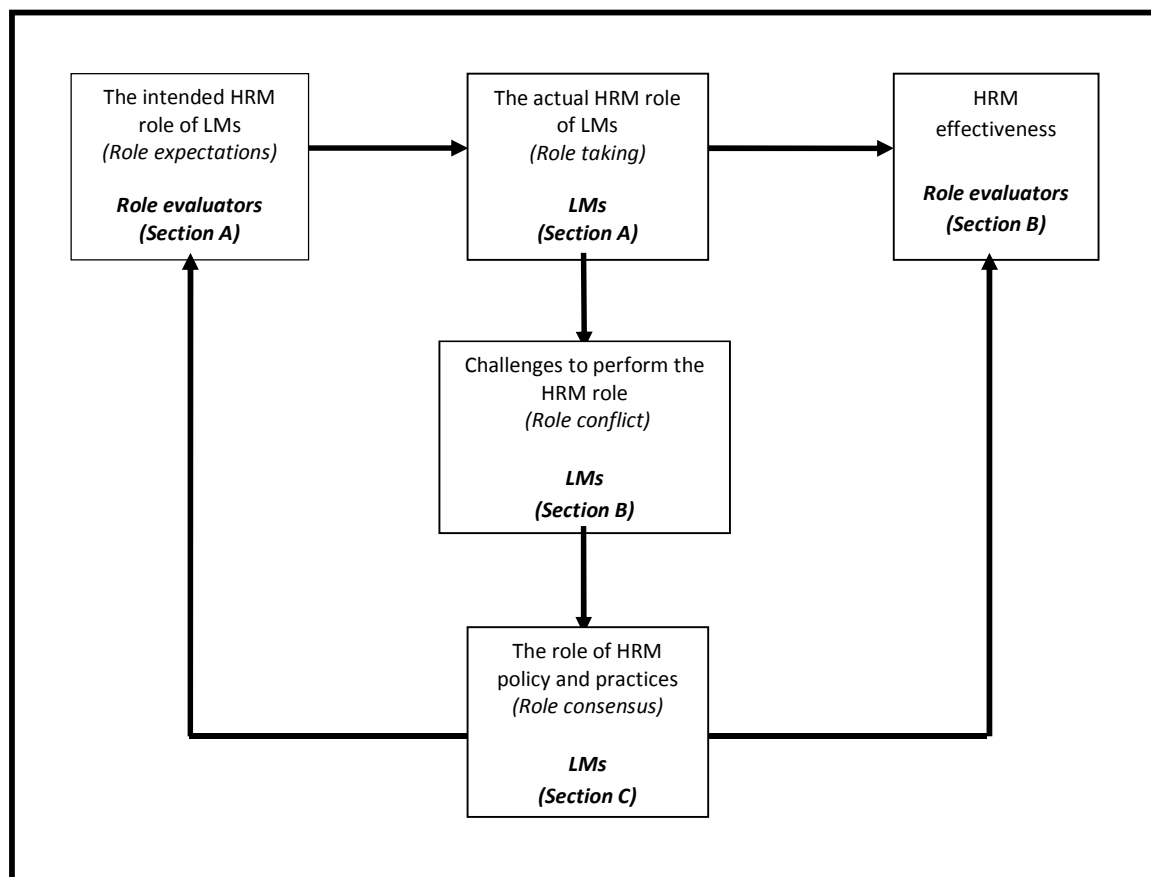 The intended HRM
role of LMs
(Role expectations)
Role evaluators
(Section A)
The actual HRM role
of LMs
(Role taking)
LMs
(Section A)
HRM
effectiveness
Role evaluators
(Section B)
Challenges to perform the
HRM role
(Role conflict)
LMs
(Section B)
The role of HRM
policy and practices
(Role consensus)
LMs
(Section C)